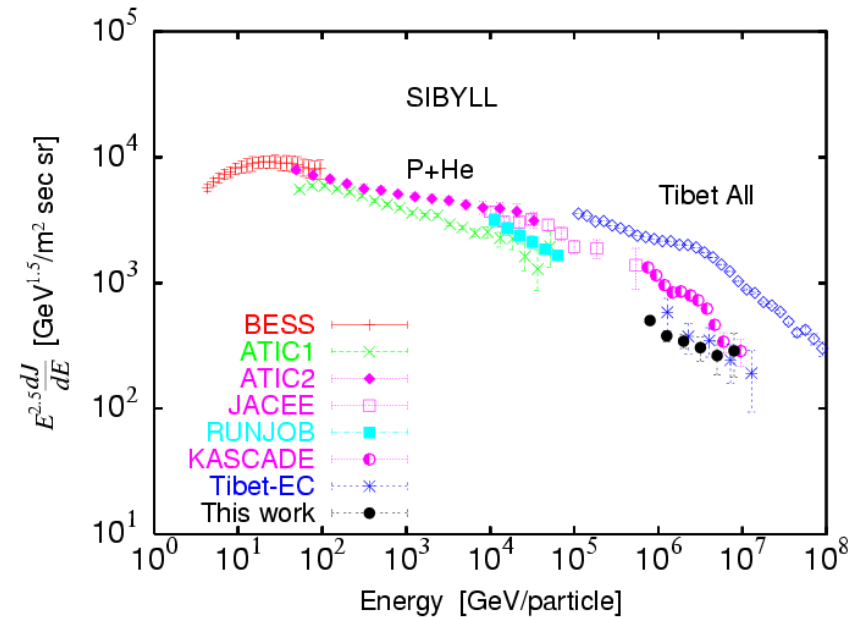 10^5
10^4
10^3
10^2
10^1
E^{2.5} dJ/dE [GeV^{1.5}/m^2 sec sr]
SIBYLL
P+He
Tibet All
BESS
ATIC1
ATIC2
JACEE
RUNJOB
KASCADE
Tibet-EC
This work
10^0 10^1 10^2 10^3 10^4 10^5 10^6 10^7 10^8
Energy [GeV/particle]